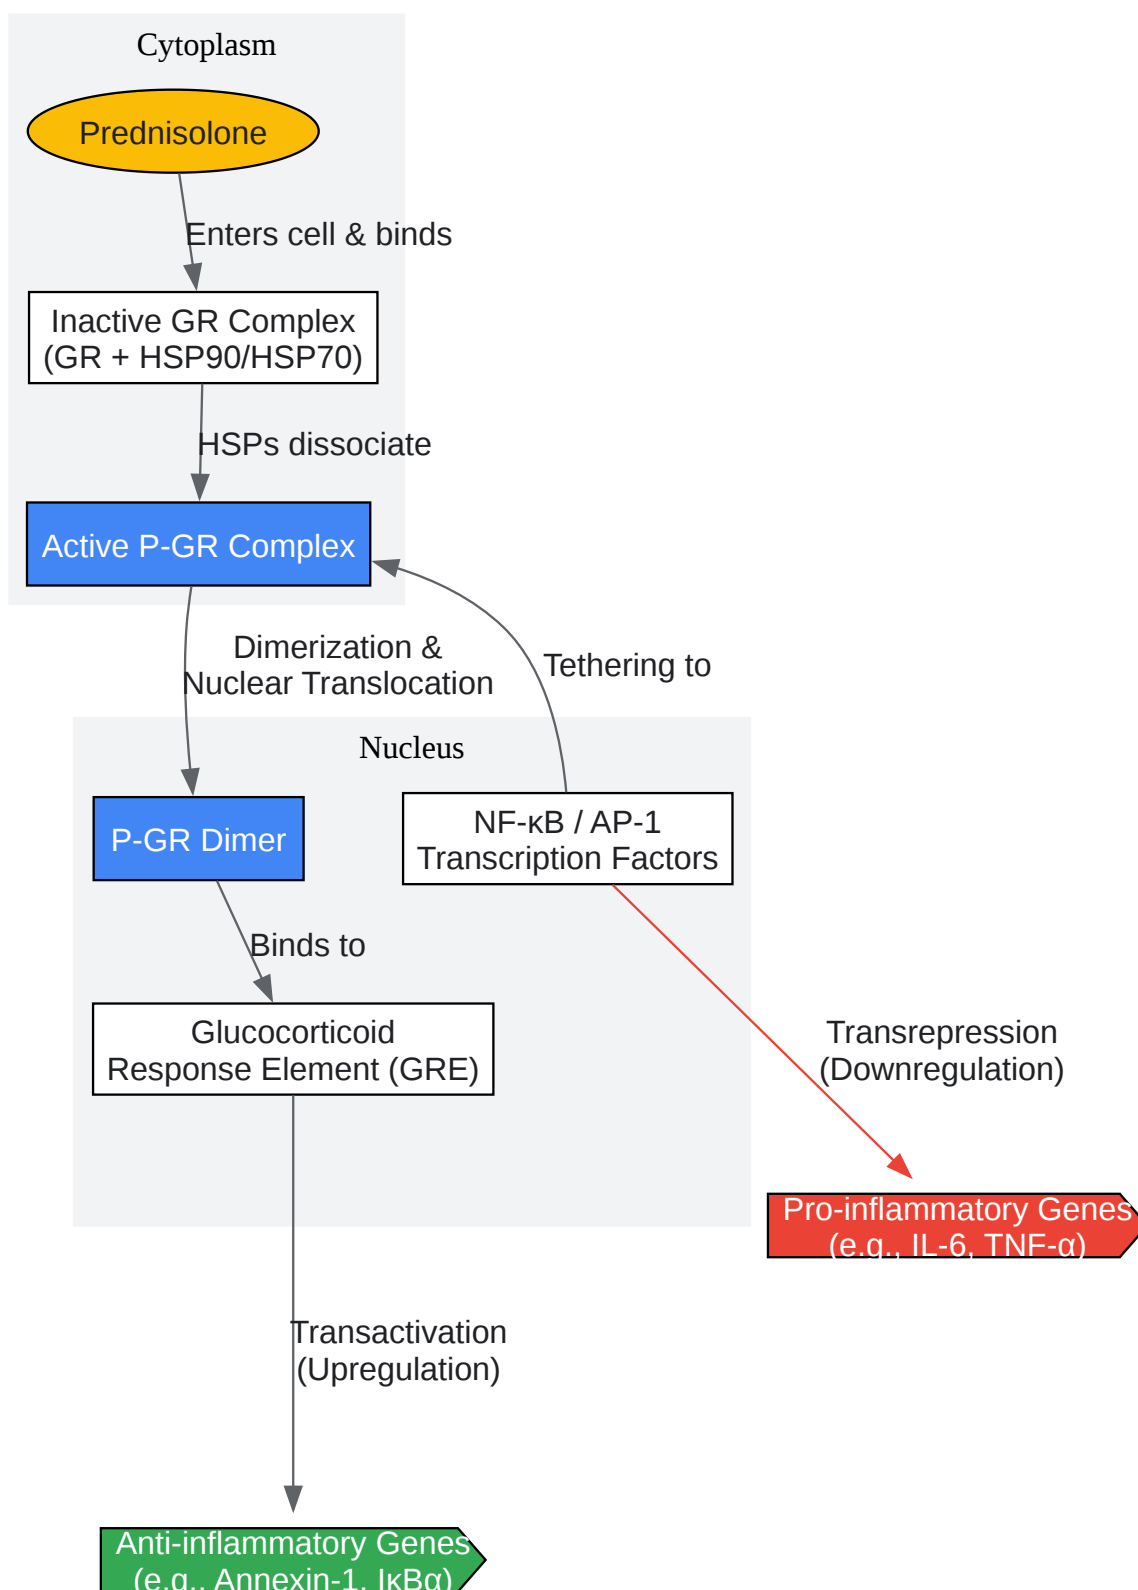 Cytoplasm
Prednisolone
Enters cell & binds
Inactive GR Complex
(GR + HSP90/HSP70)
HSPs dissociate
Active P-GR Complex
Dimerization &
Nuclear Translocation
Tethering to
Nucleus
P-GR Dimer
NF-κB / AP-1
Transcription Factors
Binds to
Glucocorticoid
Response Element (GRE)
Transrepression
(Downregulation)
Pro-inflammatory Genes
(e.g., IL-6, TNF-α)
Transactivation
(Upregulation)
Anti-inflammatory Genes
(e.g., Annexin-1, IκBα)